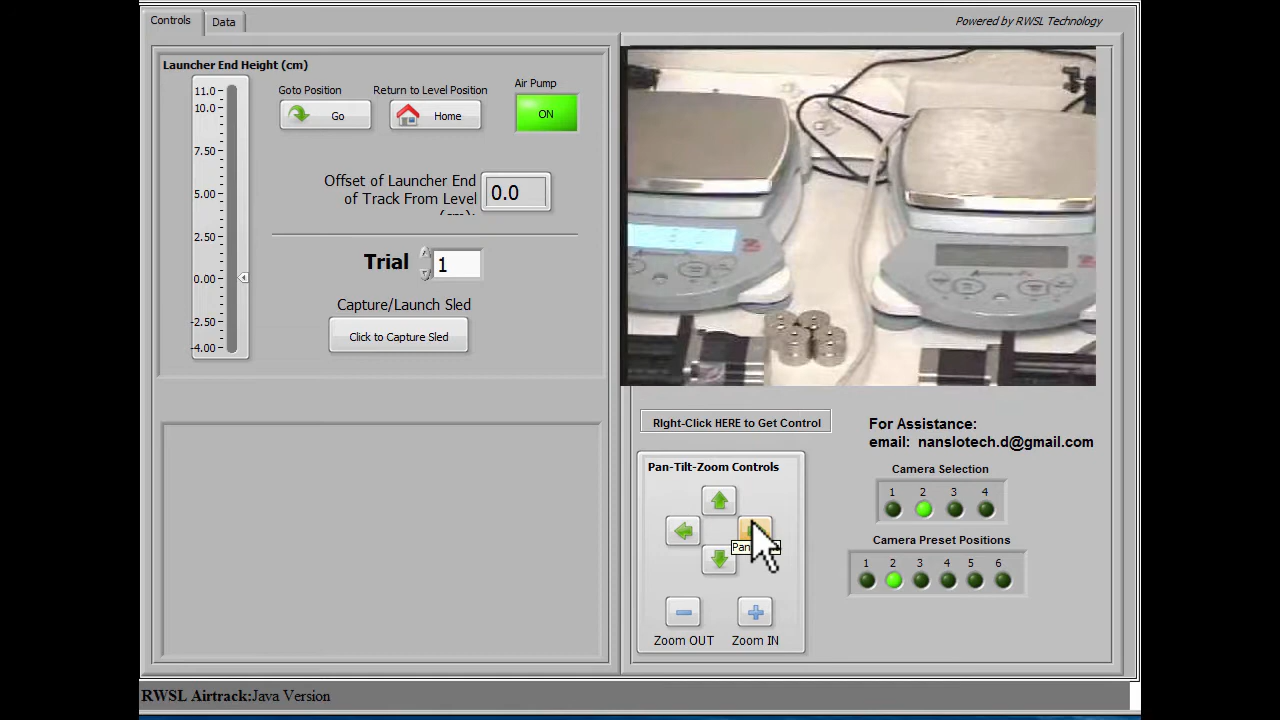 Controls
Data
Powered by RWSL Technology
Launcher End Height (cm)
11.0
10.0
7.50
5.00
2.50
0.00
-2.50
-4.00
Goto Position
Go
Return to Level Position
Home
Air Pump
ON
Offset of Launcher End
of Track From Level
0.0
Trial
1
Capture/Launch Sled
Click to Capture Sled
RIght-Click HERE to Get Control
For Assistance:
email: nanslotech.d@gmail.com
Pan-Tilt-Zoom Controls
Pan
Zoom OUT
Zoom IN
Camera Selection
1 2 3 4
Camera Preset Positions
1 2 3 4 5 6
RWSL Airtrack:Java Version